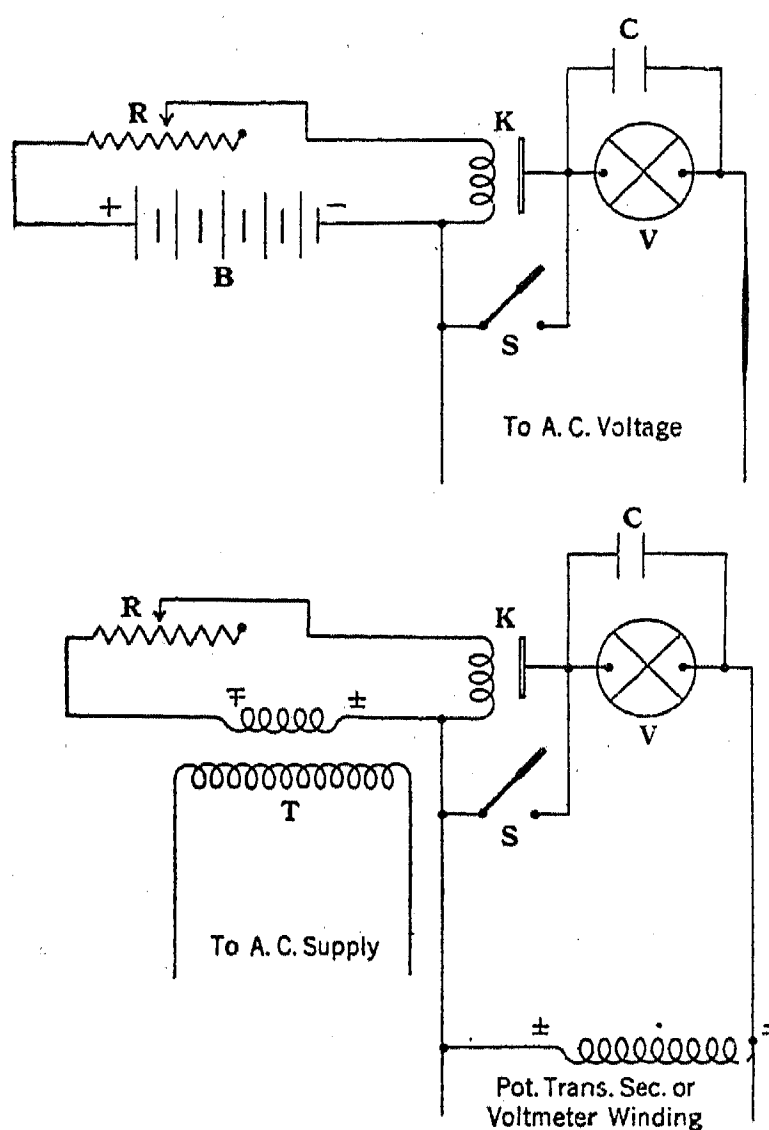 C
R
K
+
−
B
V
S
To A. C. Voltage
C
R
K
∓
±
V
T
S
To A. C. Supply
±
Pot. Trans. Sec. or
Voltmeter Winding